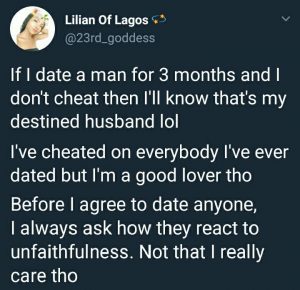 Lilian Of Lagos 💫
@23rd_goddess
If I date a man for 3 months and I
don't cheat then I'll know that's my
destined husband lol
I've cheated on everybody I've ever
dated but I'm a good lover tho
Before I agree to date anyone,
I always ask how they react to
unfaithfulness. Not that I really
care tho